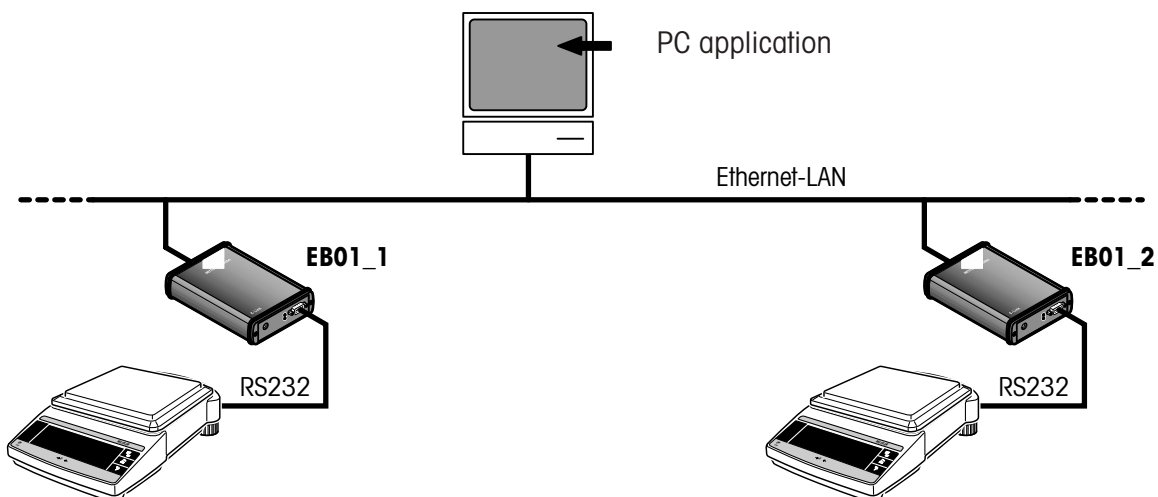 PC application
Ethernet-LAN
EB01_1
EB01_2
RS232
RS232